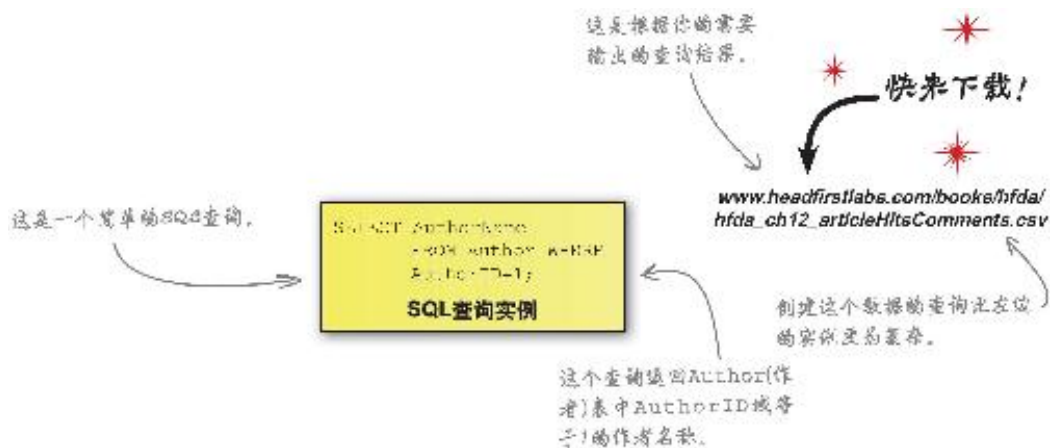 这是根据你的需要
输出的查询结果。
快来下载!
www.headfirstlabs.com/books/hfda/
hfda_ch12_articleHitsComments.csv
这是一个简单的SQL查询。
SELECT AuthorName
FROM Author WHERE
AuthorID=1;
SQL查询实例
创建这个数据的查询比左边
的实例更为复杂。
这个查询返回Author(作
者)表中AuthorID域等
于1的作者名称。